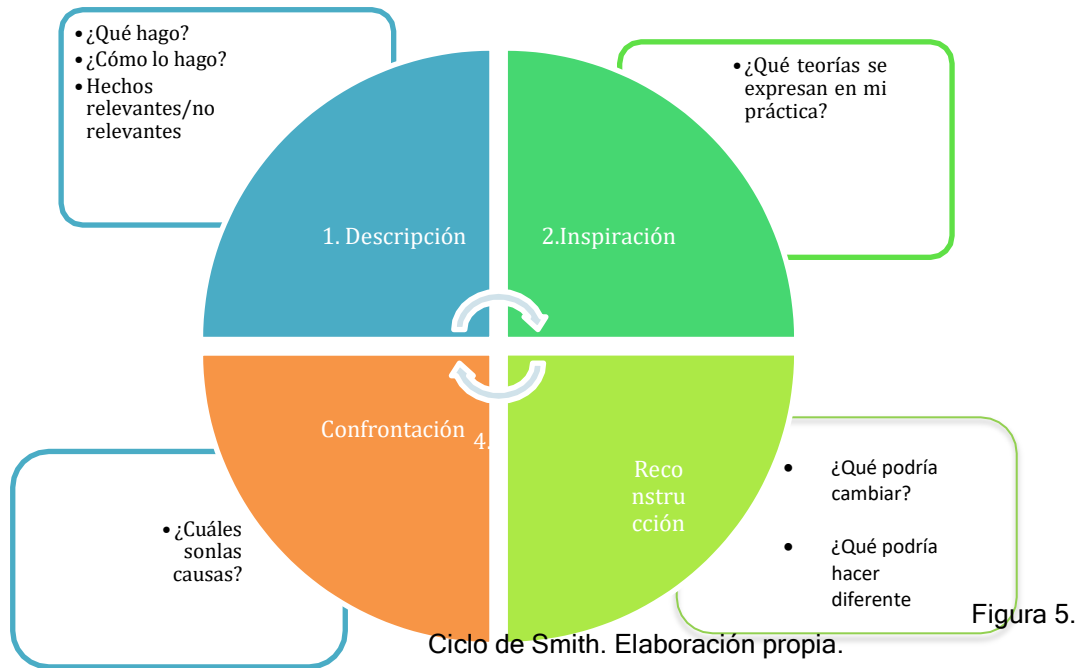 • ¿Qué hago?
• ¿Cómo lo hago?
• Hechos
relevantes/no
relevantes
• ¿Qué teorías se
expresan en mi
práctica?
1. Descripción
2.Inspiración
Confrontación 4.
Reco
nstru
cción
• ¿Cuáles
sonlas
causas?
• ¿Qué podría
cambiar?
• ¿Qué podría
hacer
diferente
Figura 5.
Ciclo de Smith. Elaboración propia.